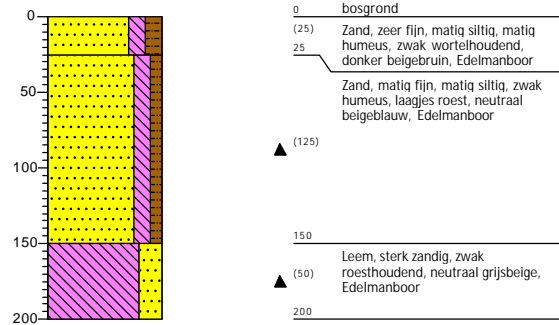 0
50
100
150
200
0
bosgrond
(25)
Zand, zeer fijn, matig siltig, matig
humeus, zwak wortelhoudend,
donker beigebruin, Edelmanboor
25
Zand, matig fijn, matig siltig, zwak
humeus, laagjes roest, neutraal
beigeblauw, Edelmanboor
(125)
150
Leem, sterk zandig, zwak
roesthoudend, neutraal grijsbeige,
Edelmanboor
(50)
200